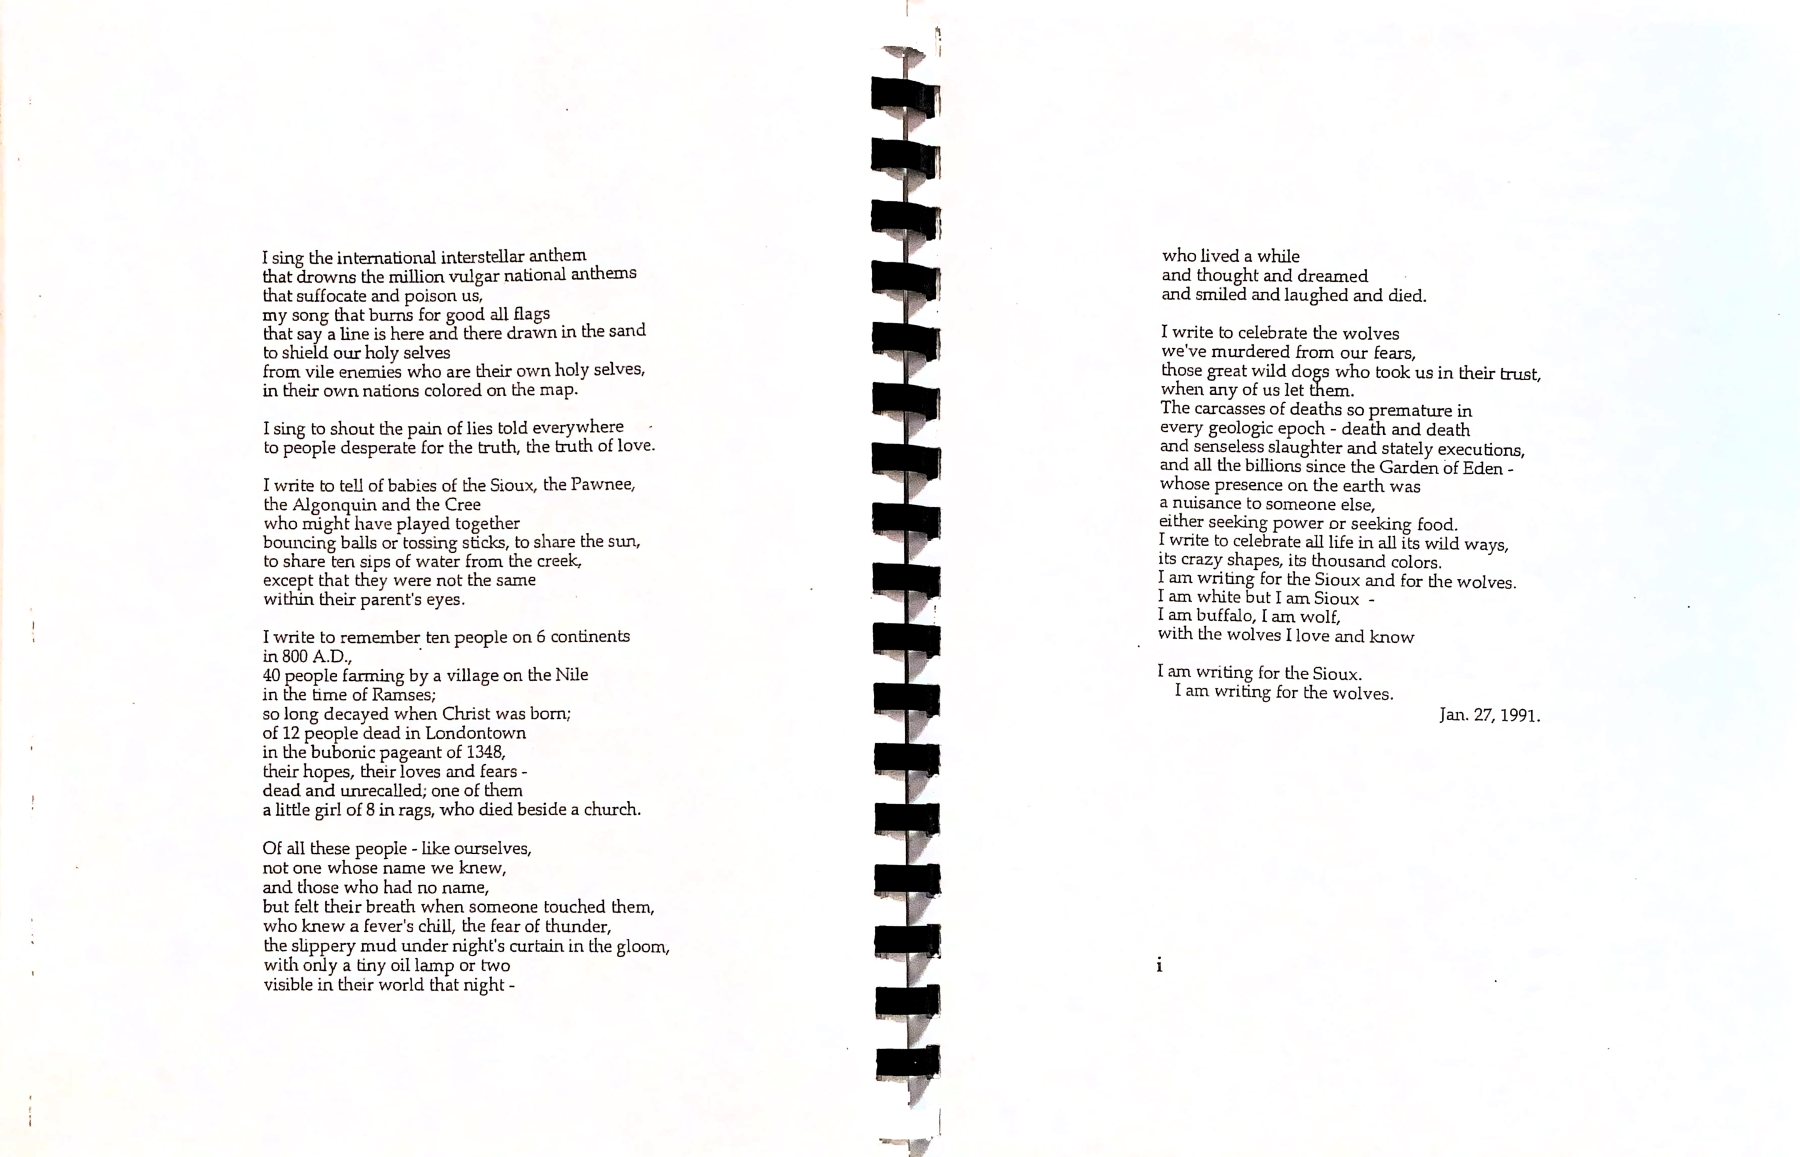 I sing the international interstellar anthem
that drowns the million vulgar national anthems
that suffocate and poison us,
my song that burns for good all flags
that say a line is here and there drawn in the sand
to shield our holy selves
from vile enemies who are their own holy selves,
in their own nations colored on the map.

I sing to shout the pain of lies told everywhere
to people desperate for the truth, the truth of love.

I write to tell of babies of the Sioux, the Pawnee,
the Algonquin and the Cree
who might have played together
bouncing balls or tossing sticks, to share the sun,
to share ten sips of water from the creek,
except that they were not the same
within their parent's eyes.

I write to remember ten people on 6 continents
in 800 A.D.,
40 people farming by a village on the Nile
in the time of Ramses;
so long decayed when Christ was born;
of 12 people dead in Londontown
in the bubonic pageant of 1348,
their hopes, their loves and fears -
dead and unrecalled; one of them
a little girl of 8 in rags, who died beside a church.

Of all these people - like ourselves,
not one whose name we knew,
and those who had no name,
but felt their breath when someone touched them,
who knew a fever's chill, the fear of thunder,
the slippery mud under night's curtain in the gloom,
with only a tiny oil lamp or two
visible in their world that night -

who lived a while
and thought and dreamed
and smiled and laughed and died.

I write to celebrate the wolves
we've murdered from our fears,
those great wild dogs who took us in their trust,
when any of us let them.
The carcasses of deaths so premature in
every geologic epoch - death and death
and senseless slaughter and stately executions,
and all the billions since the Garden of Eden -
whose presence on the earth was
a nuisance to someone else,
either seeking power or seeking food.
I write to celebrate all life in all its wild ways,
its crazy shapes, its thousand colors.
I am writing for the Sioux and for the wolves.
I am white but I am Sioux -
I am buffalo, I am wolf,
with the wolves I love and know

I am writing for the Sioux.
I am writing for the wolves.
Jan. 27, 1991.

i